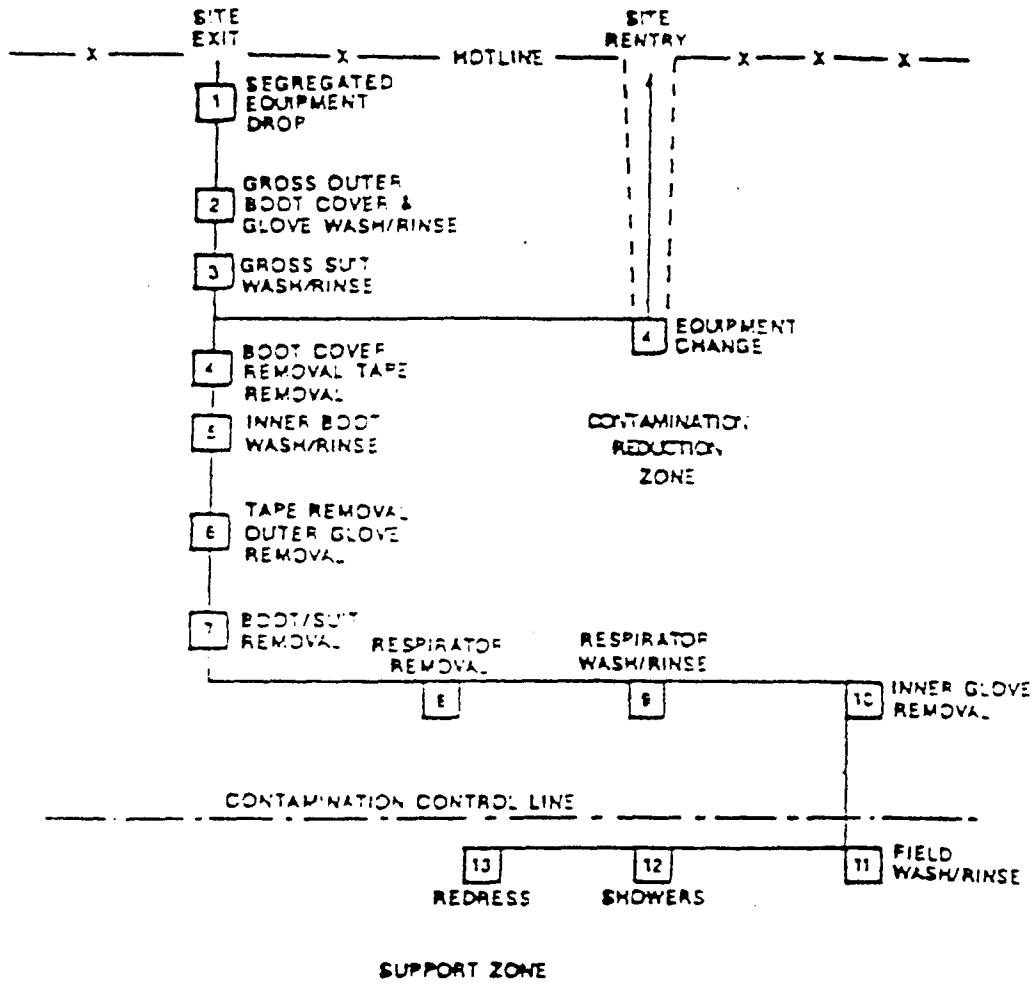 SITE
EXIT
SITE
RENTRY
X X HOTLINE X X X
1 SEGREGATED
EQUIPMENT
DROP
2 GROSS OUTER
BOOT COVER &
GLOVE WASH/RINSE
3 GROSS SUIT
WASH/RINSE
4 EQUIPMENT
CHANGE
4 BOOT COVER
REMOVAL TAPE
REMOVAL
5 INNER BOOT
WASH/RINSE
CONTAMINATION
REDUCTION
ZONE
6 TAPE REMOVAL
OUTER GLOVE
REMOVAL
7 BOOT/SUIT
REMOVAL
RESPIRATOR
REMOVAL
8
RESPIRATOR
WASH/RINSE
9
10 INNER GLOVE
REMOVAL
CONTAMINATION CONTROL LINE
13
REDRESS
12
SHOWERS
11 FIELD
WASH/RINSE
SUPPORT ZONE